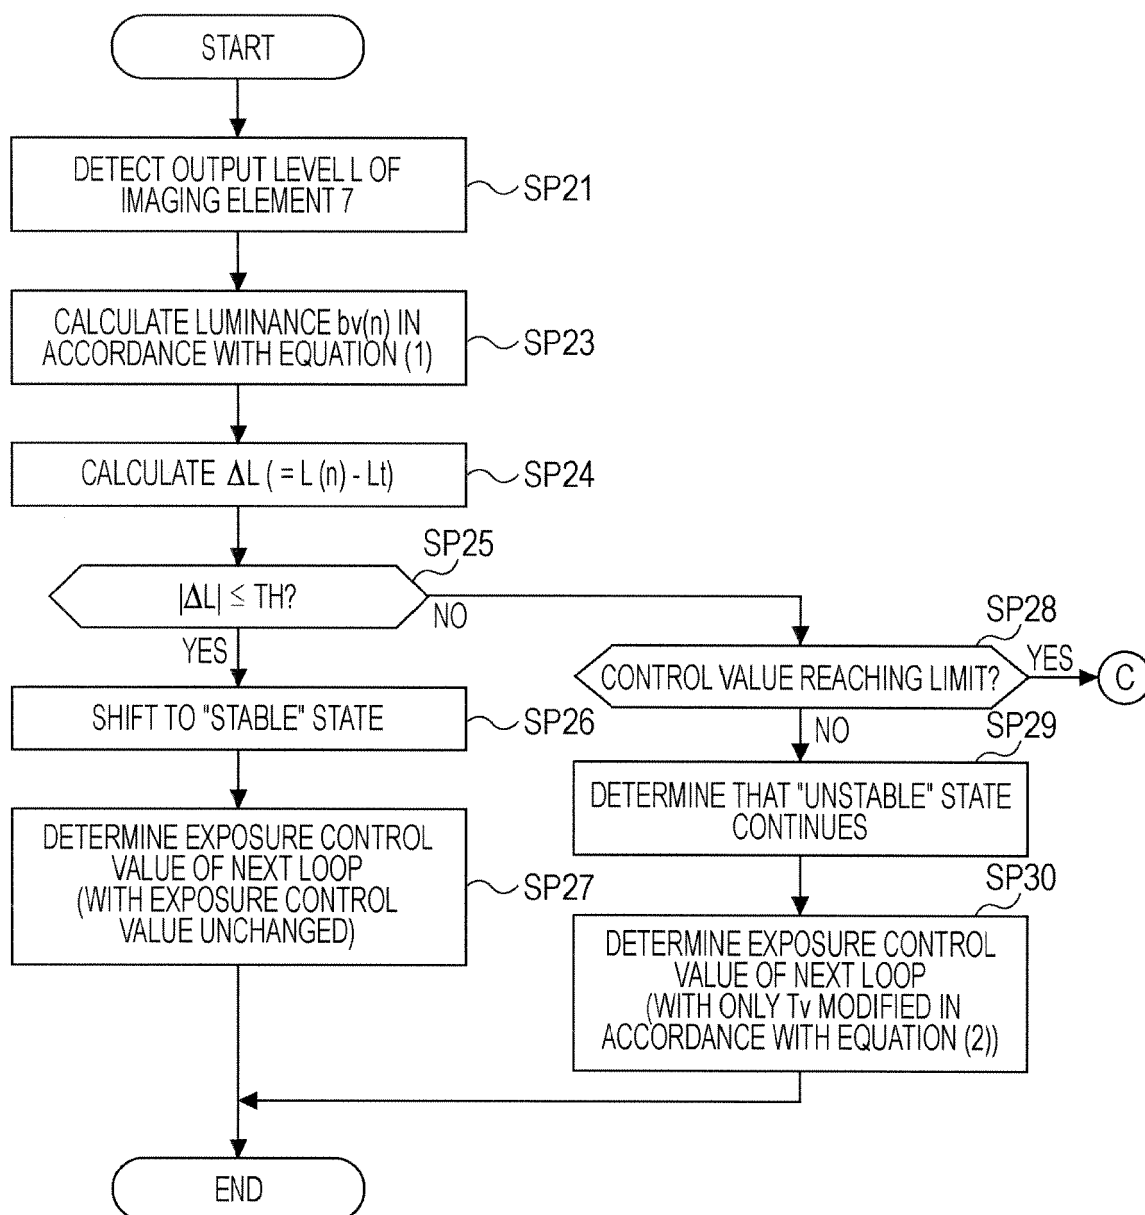 START
DETECT OUTPUT LEVEL L OF
IMAGING ELEMENT 7
SP21
CALCULATE LUMINANCE bv(n) IN
ACCORDANCE WITH EQUATION (1)
SP23
CALCULATE ΔL ( = L (n) - Lt)
SP24
SP25
|ΔL| ≦ TH?
NO
YES
SP28
CONTROL VALUE REACHING LIMIT?
YES
C
NO
SHIFT TO "STABLE" STATE
SP26
SP29
DETERMINE THAT "UNSTABLE" STATE
CONTINUES
DETERMINE EXPOSURE CONTROL
VALUE OF NEXT LOOP
(WITH EXPOSURE CONTROL
VALUE UNCHANGED)
SP27
SP30
DETERMINE EXPOSURE CONTROL
VALUE OF NEXT LOOP
(WITH ONLY Tv MODIFIED IN
ACCORDANCE WITH EQUATION (2))
END